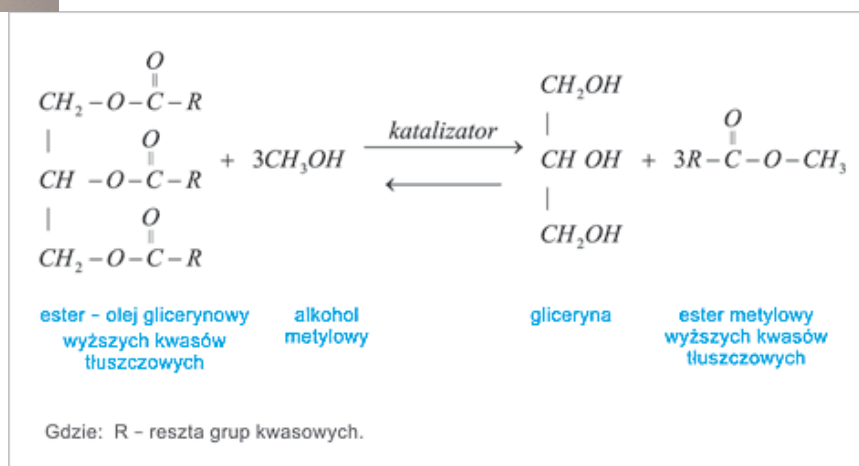 O
||
CH₂ – O – C – R
| O
||
CH – O – C – R
| O
||
CH₂ – O – C – R
+ 3CH₃OH
katalizator
CH₂OH
|
CH OH
|
CH₂OH
+
O
||
3R – C – O – CH₃
ester – olej glicerynowy
wyższych kwasów
tłuszczowych
alkohol
metylowy
gliceryna
ester metylowy
wyższych kwasów
tłuszczowych
Gdzie: R – reszta grup kwasowych.